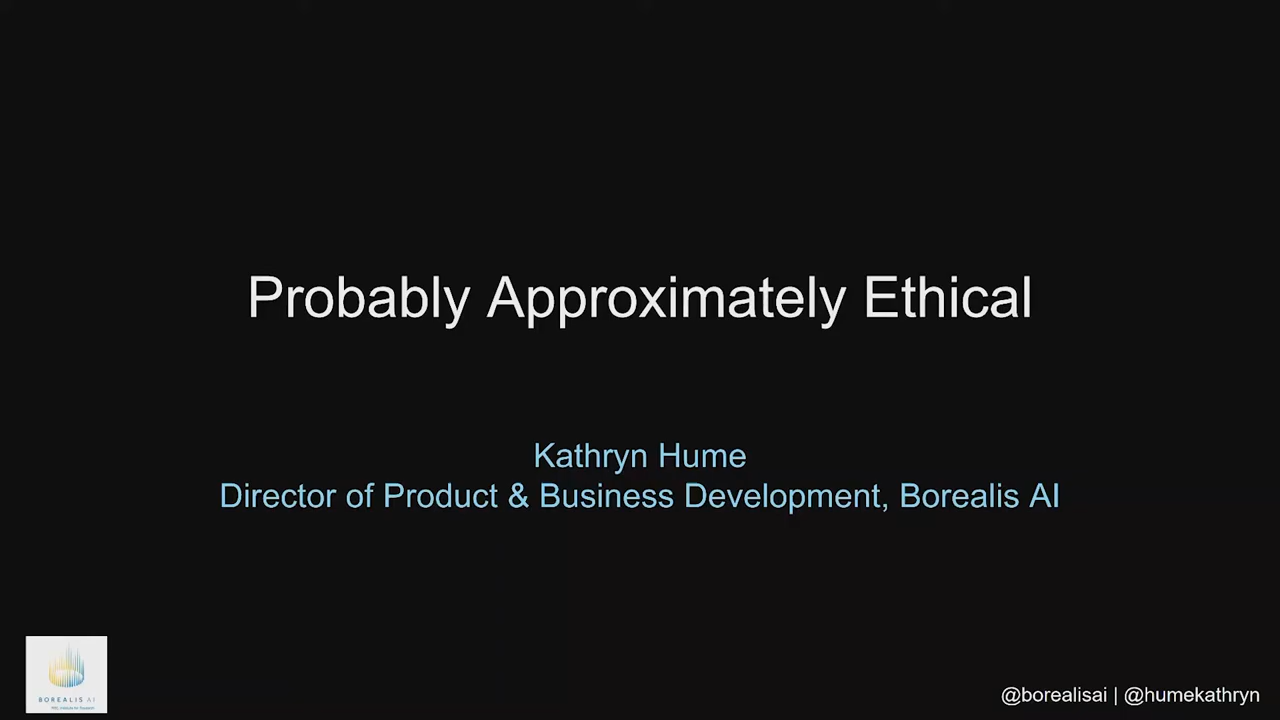 Probably Approximately Ethical
Kathryn Hume
Director of Product & Business Development, Borealis AI
BOREALIS AI
@borealisai | @humekathryn